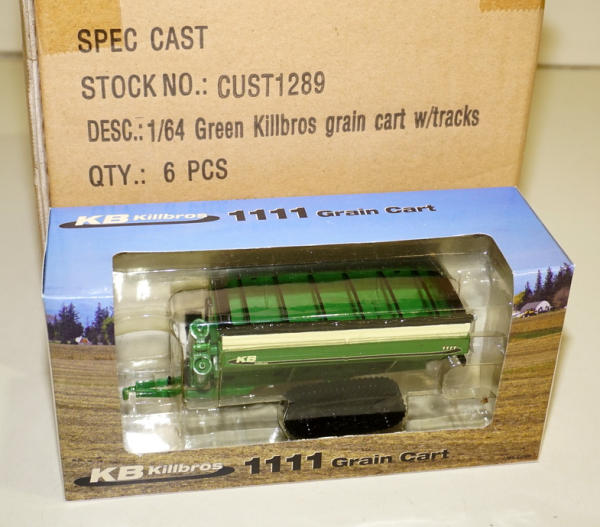 SPEC CAST
STOCK NO.: CUST1289
DESC.: 1/64 Green Killbros grain cart w/tracks
QTY.: 6 PCS
KB Killbros 1111 Grain Cart
1111
KB
KB Killbros 1111 Grain Cart